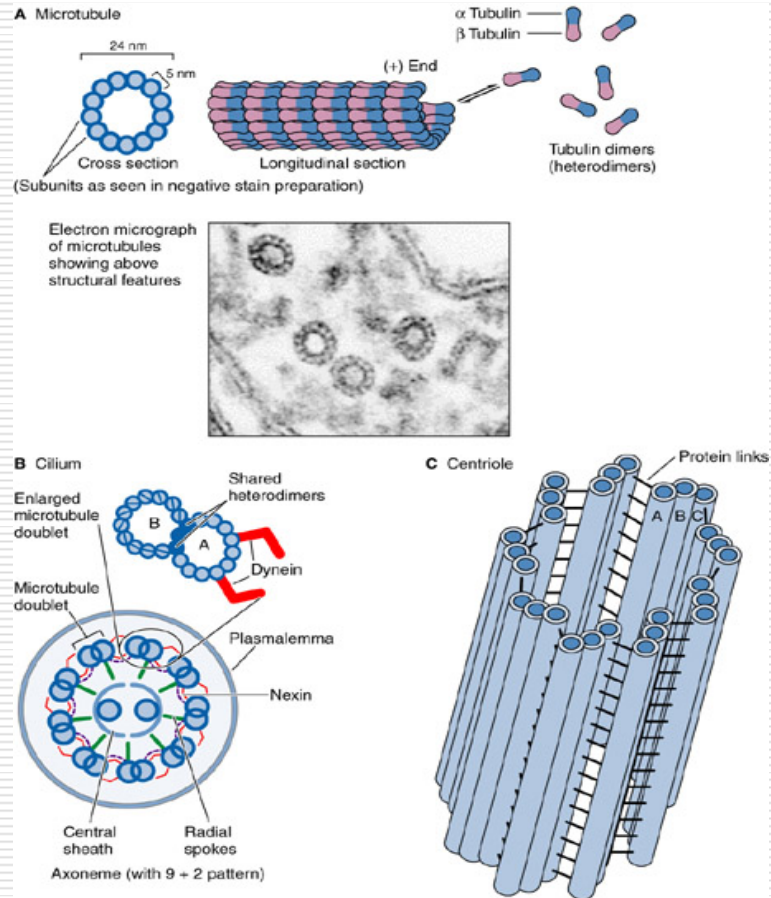 A Microtubule
24 nm
5 nm
Cross section
(Subunits as seen in negative stain preparation)
(+) End
Longitudinal section
α Tubulin
β Tubulin
Tubulin dimers
(heterodimers)
Electron micrograph
of microtubules
showing above
structural features
B Cilium
Enlarged
microtubule
doublet
Shared
heterodimers
B
A
Dynein
Microtubule
doublet
Plasmalemma
Nexin
Central
sheath
Radial
spokes
Axoneme (with 9 + 2 pattern)
C Centriole
Protein links
A B C